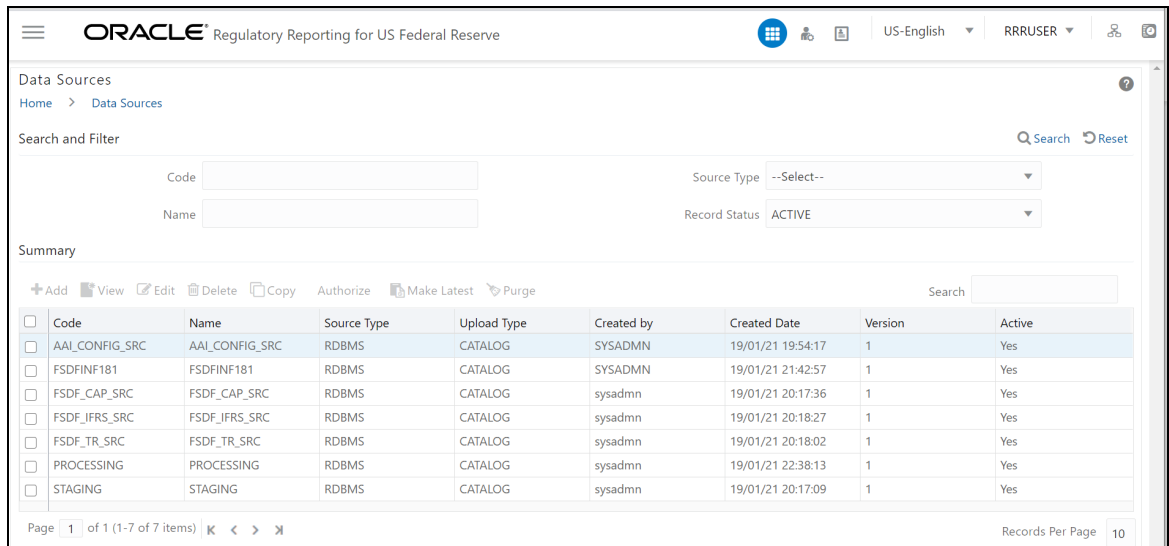 ORACLE® Regulatory Reporting for US Federal Reserve US-English RRRUSER
Data Sources
Home > Data Sources
Search and Filter Search Reset
Code Source Type --Select--
Name Record Status ACTIVE
Summary
Add View Edit Delete Copy Authorize Make Latest Purge Search
Code Name Source Type Upload Type Created by Created Date Version Active
AAI_CONFIG_SRC AAI_CONFIG_SRC RDBMS CATALOG SYSADMN 19/01/21 19:54:17 1 Yes
FSDFINF181 FSDFINF181 RDBMS CATALOG SYSADMN 19/01/21 21:42:57 1 Yes
FSDF_CAP_SRC FSDF_CAP_SRC RDBMS CATALOG sysadmn 19/01/21 20:17:36 1 Yes
FSDF_IFRS_SRC FSDF_IFRS_SRC RDBMS CATALOG sysadmn 19/01/21 20:18:27 1 Yes
FSDF_TR_SRC FSDF_TR_SRC RDBMS CATALOG sysadmn 19/01/21 20:18:02 1 Yes
PROCESSING PROCESSING RDBMS CATALOG sysadmn 19/01/21 22:38:13 1 Yes
STAGING STAGING RDBMS CATALOG sysadmn 19/01/21 20:17:09 1 Yes
Page 1 of 1 (1-7 of 7 items) Records Per Page 10